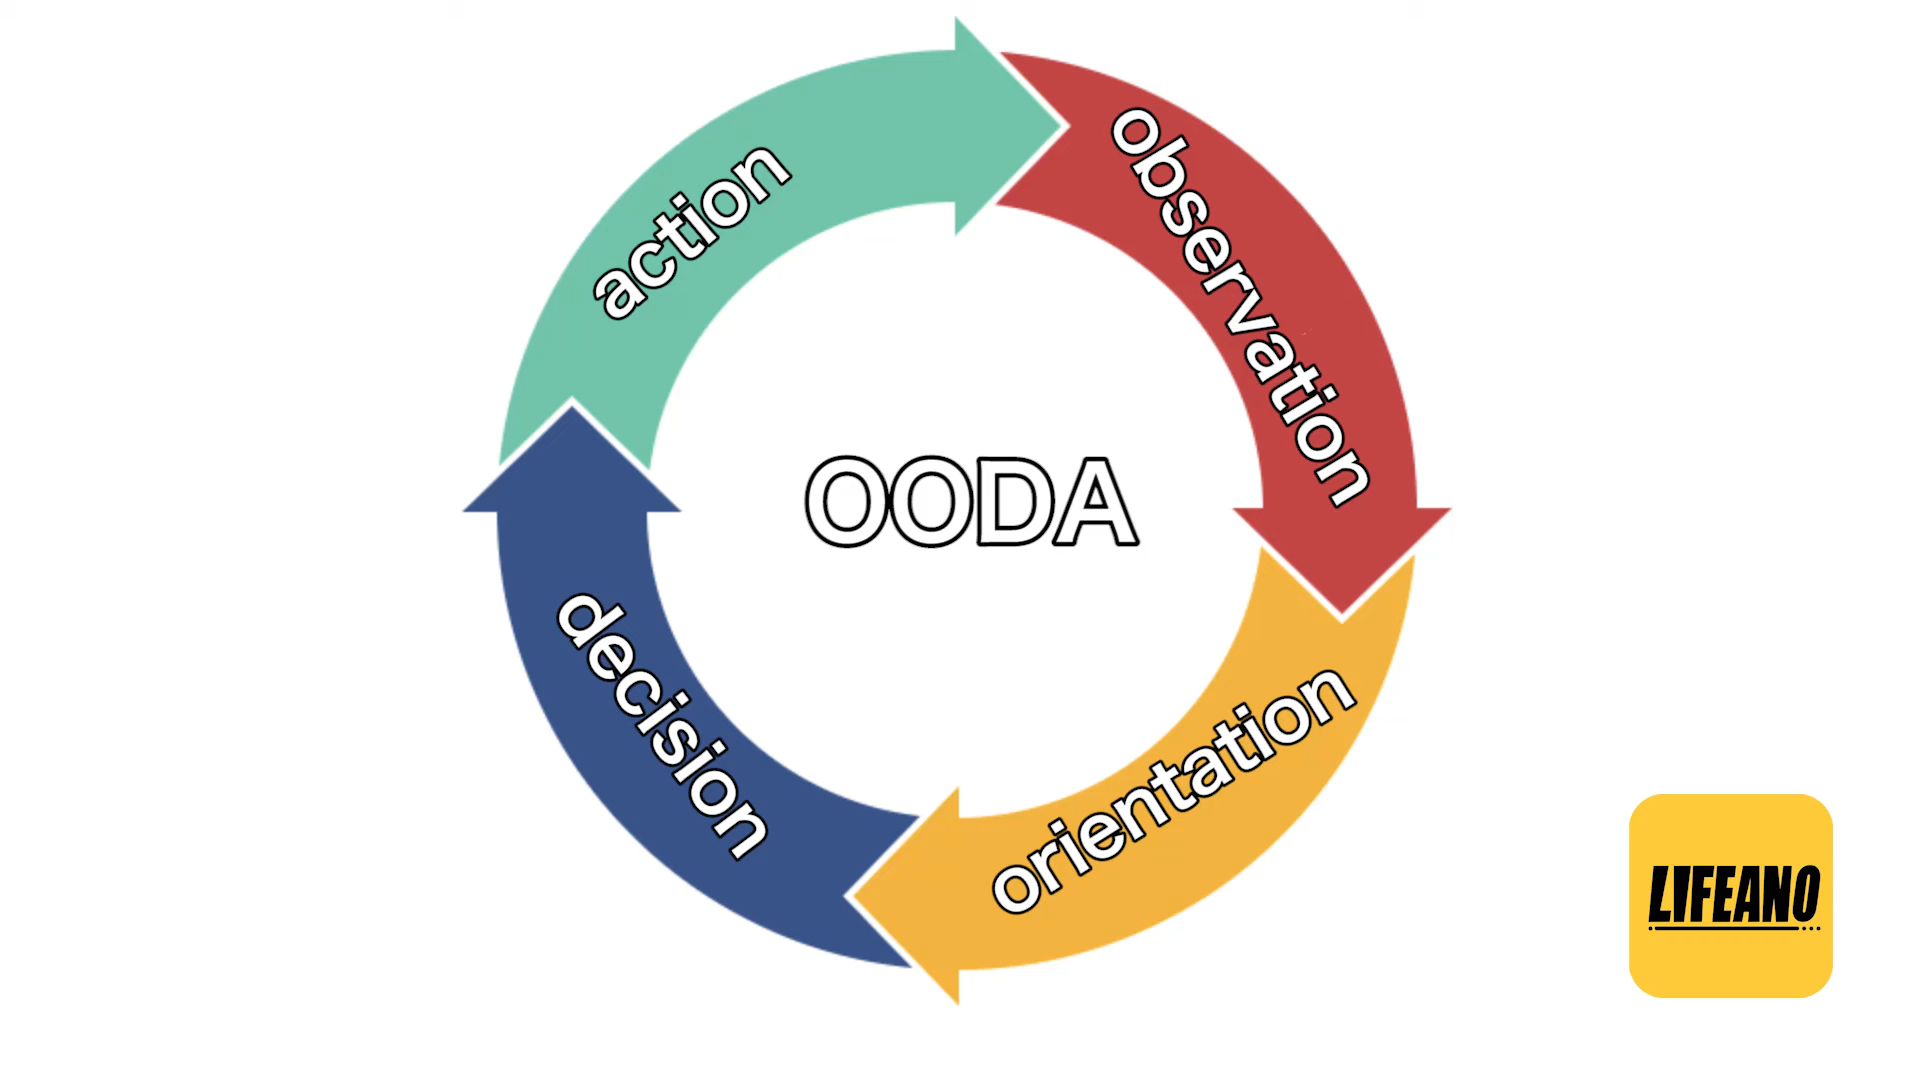 action
observation
OODA
decision
orientation
LIFEANO